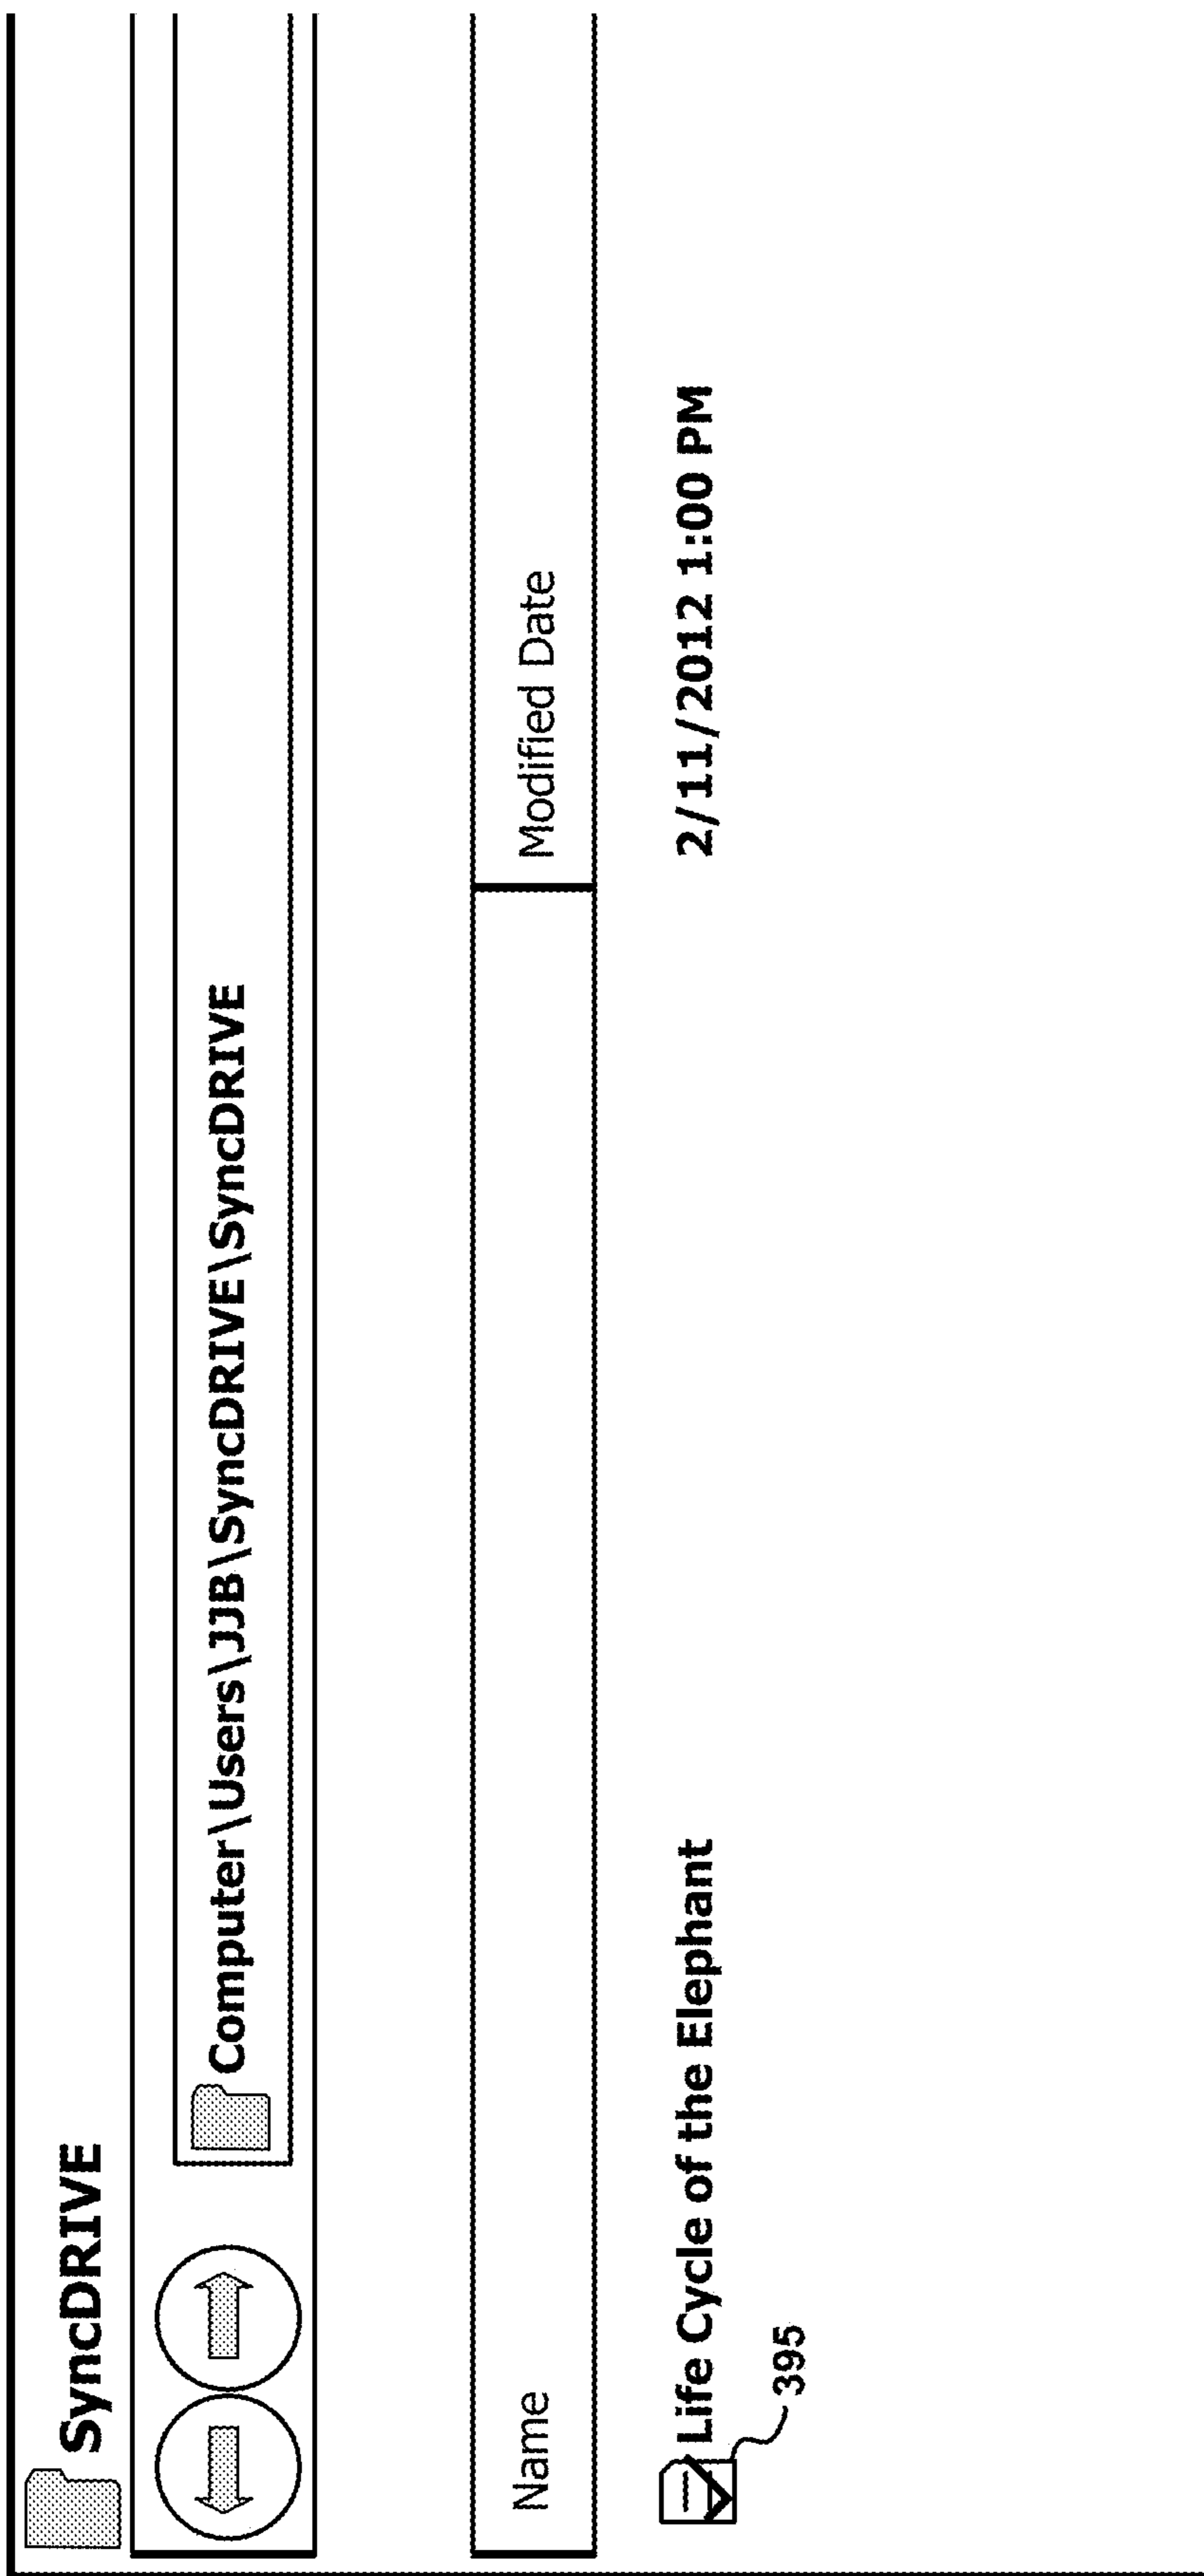 SyncDRIVE
Computer\Users\JJB\SyncDRIVE\SyncDRIVE
Name Modified Date
Life Cycle of the Elephant 2/11/2012 1:00 PM
395